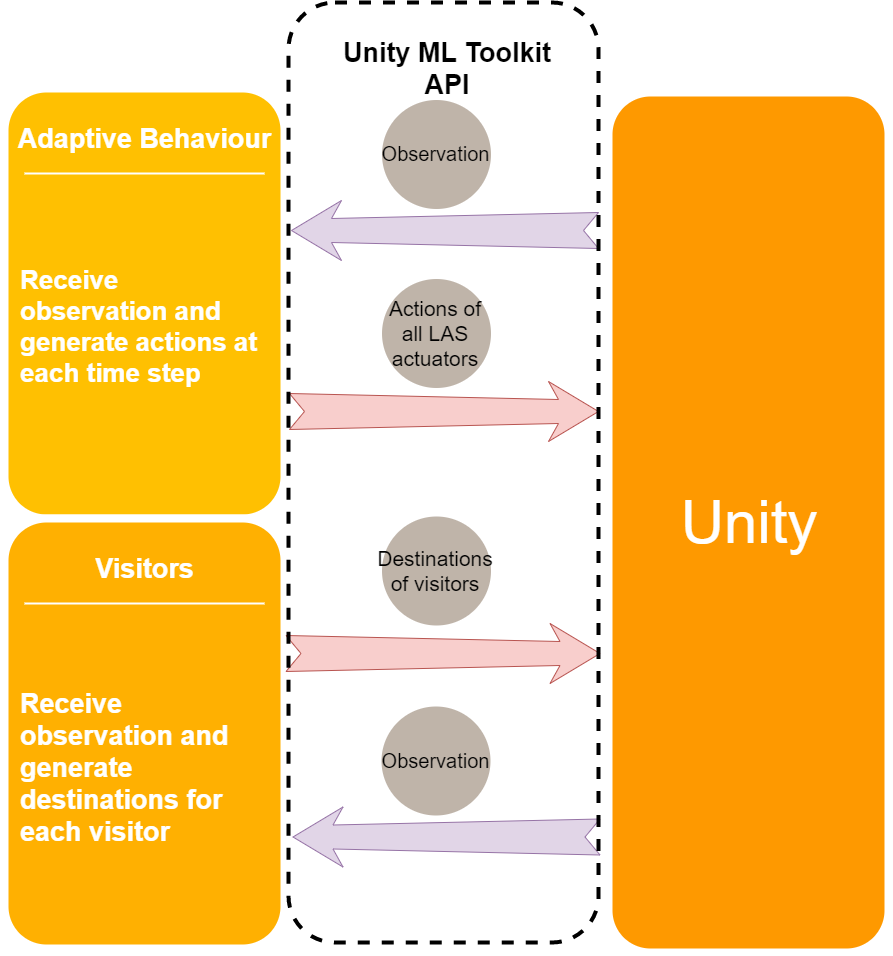 Unity ML Toolkit
API
Adaptive Behaviour
Receive
observation and
generate actions at
each time step
Observation
Actions of
all LAS
actuators
Visitors
Receive
observation and
generate
destinations for
each visitor
Destinations
of visitors
Observation
Unity